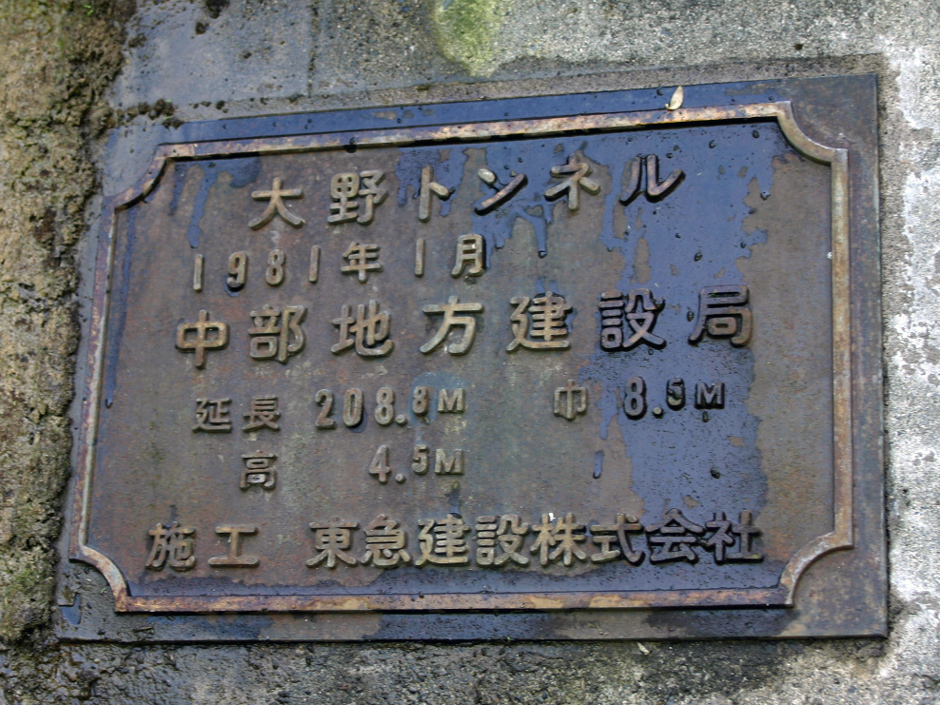 大野トンネル
1981年1月
中部地方建設局
延長 208.8M 巾 8.5M
高 4.5M
施工 東急建設株式会社